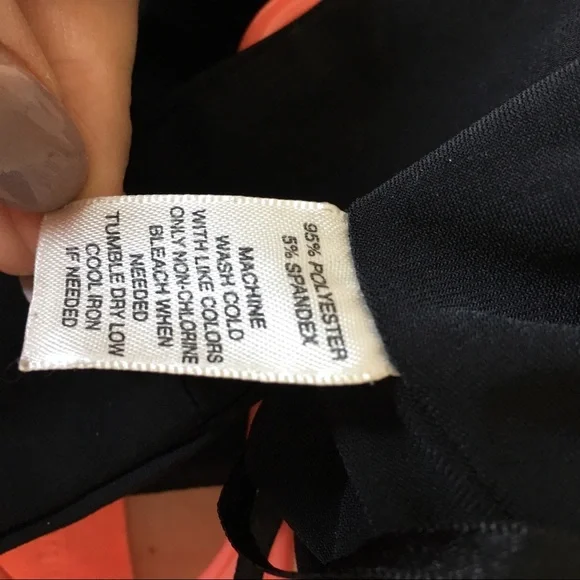 95% POLYESTER
5% SPANDEX
MACHINE
WASH COLD
WITH LIKE COLORS
ONLY NON-CHLORINE
BLEACH WHEN
NEEDED
TUMBLE DRY LOW
COOL IRON
IF NEEDED